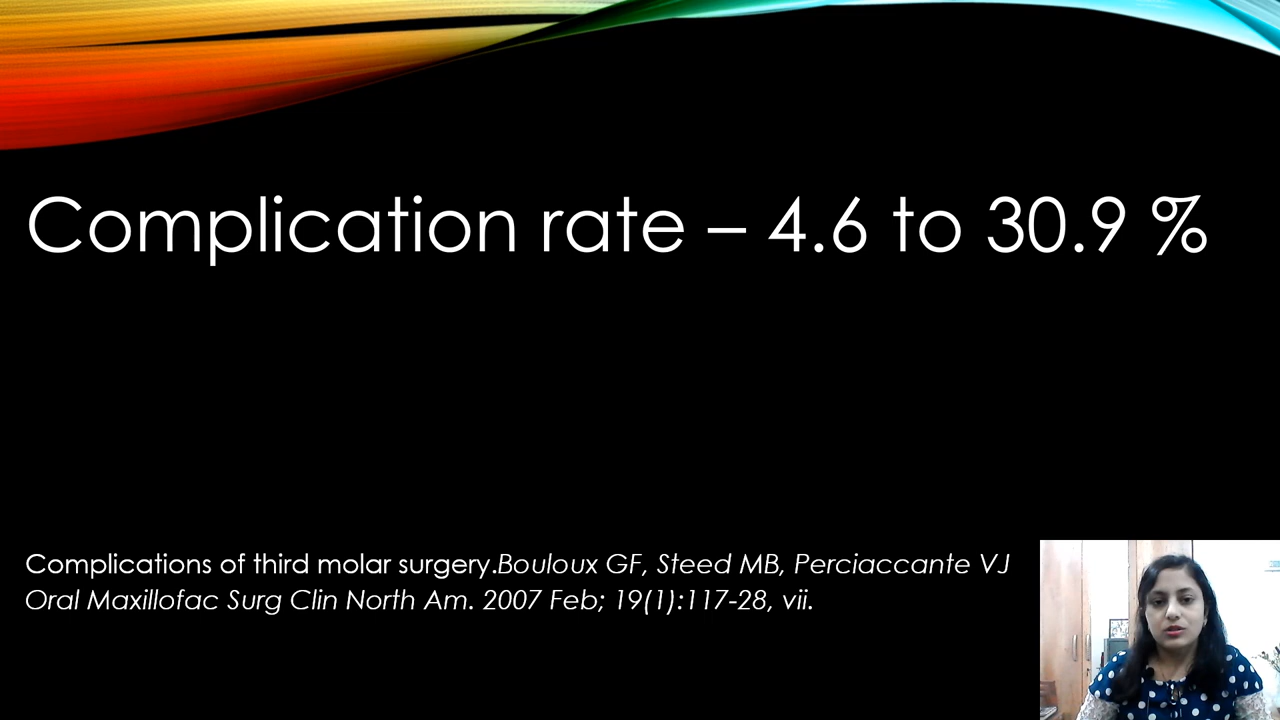 Complication rate – 4.6 to 30.9 %
Complications of third molar surgery.Bouloux GF, Steed MB, Perciaccante VJ
Oral Maxillofac Surg Clin North Am. 2007 Feb; 19(1):117-28, vii.